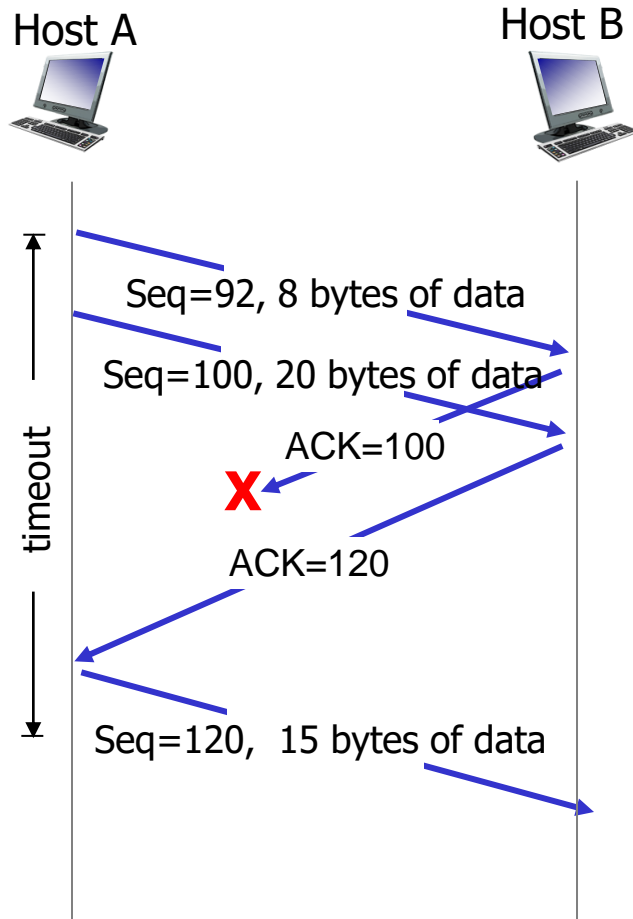 Host A
Host B
Seq=92, 8 bytes of data
Seq=100, 20 bytes of data
ACK=100
X
timeout
ACK=120
Seq=120, 15 bytes of data